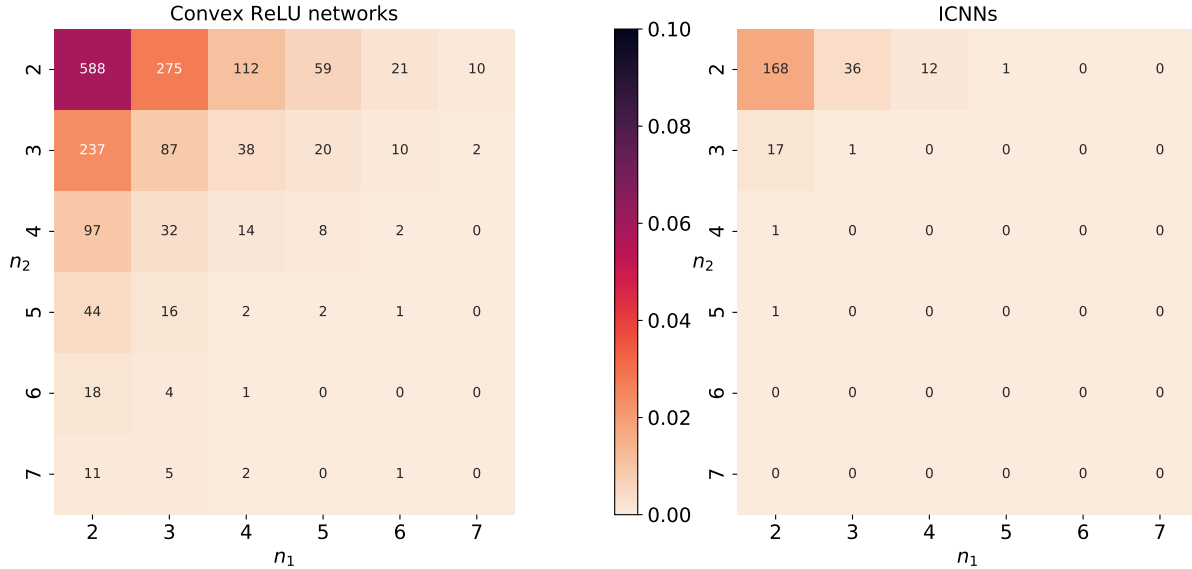 Convex ReLU networks
2 588 275 112 59 21 10
3 237 87 38 20 10 2
4 97 32 14 8 2 0
n2
5 44 16 2 2 1 0
6 18 4 1 0 0 0
7 11 5 2 0 1 0
2 3 4 5 6 7
n1
0.10
0.08
0.06
0.04
0.02
0.00
ICNNs
2 168 36 12 1 0 0
3 17 1 0 0 0 0
4 1 0 0 0 0 0
n2
5 1 0 0 0 0 0
6 0 0 0 0 0 0
7 0 0 0 0 0 0
2 3 4 5 6 7
n1